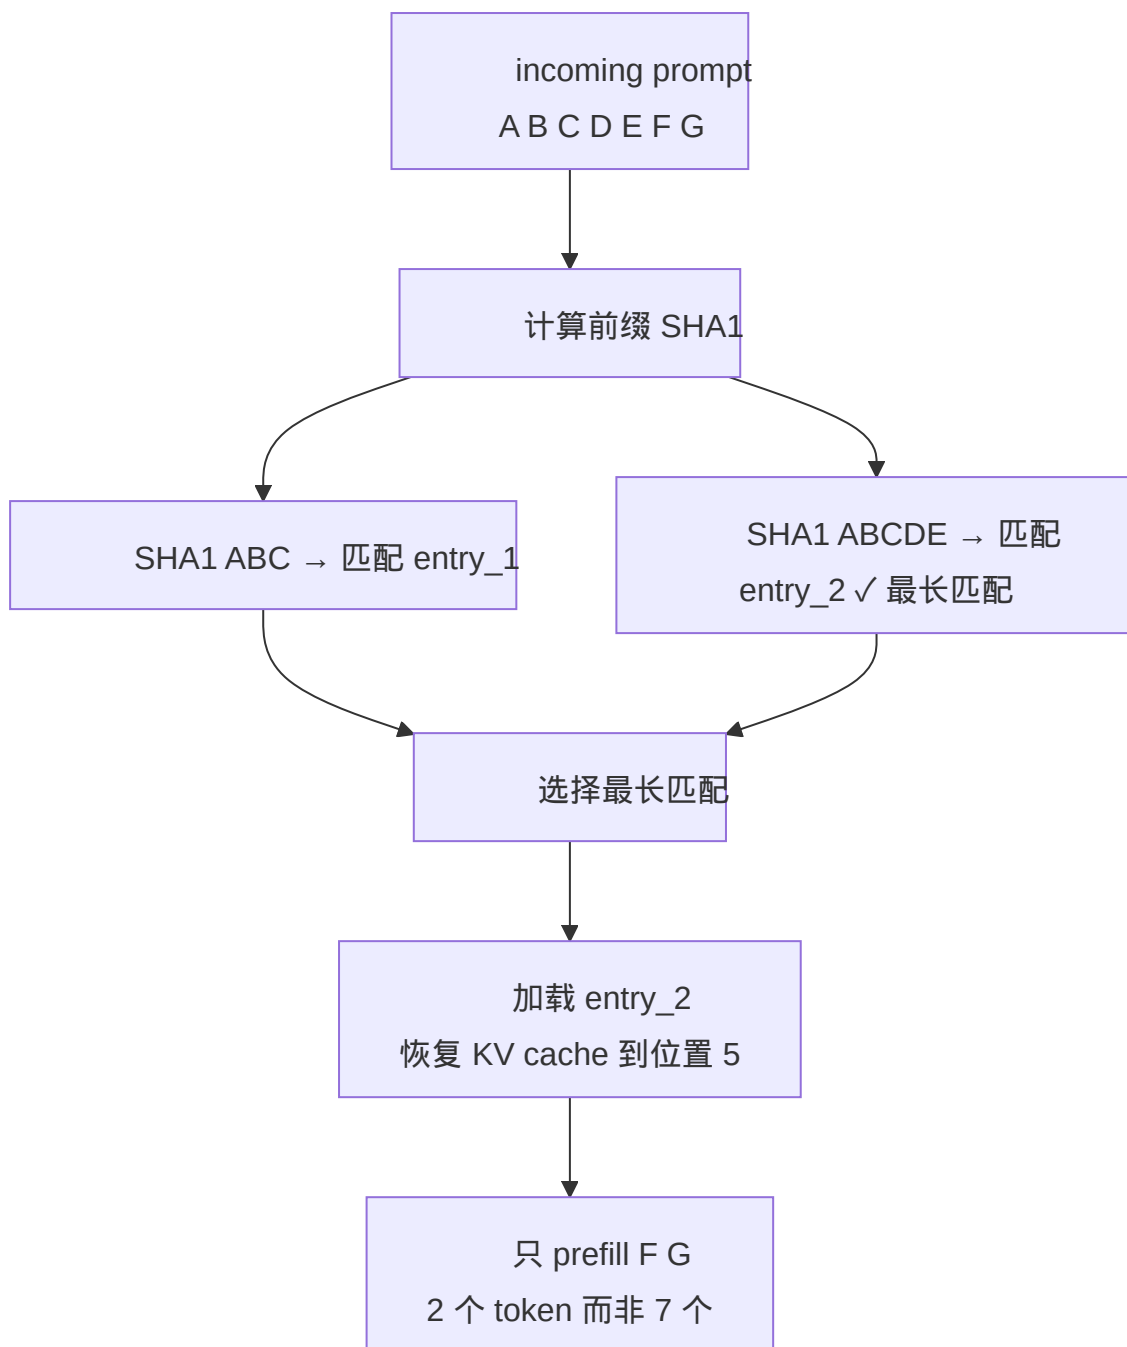 incoming prompt
A B C D E F G
计算前缀 SHA1
SHA1 ABC → 匹配 entry_1
SHA1 ABCDE → 匹配
entry_2 ✓ 最长匹配
选择最长匹配
加载 entry_2
恢复 KV cache 到位置 5
只 prefill F G
2 个 token 而非 7 个